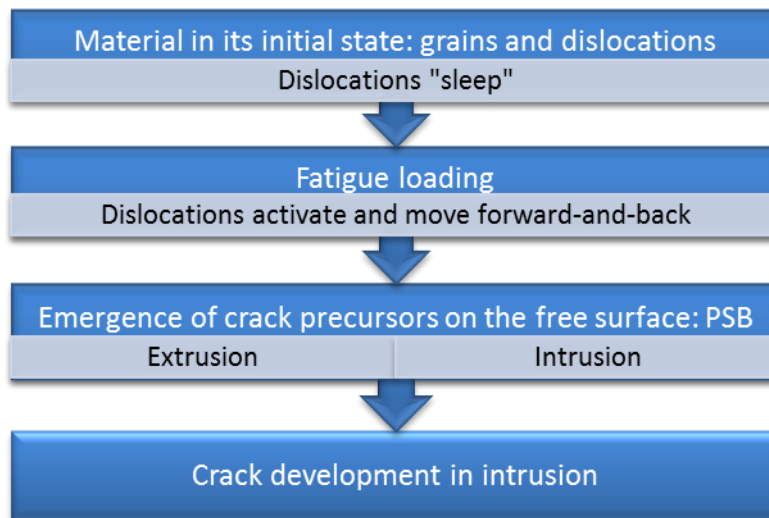 Material in its initial state: grains and dislocations
Dislocations "sleep"
Fatigue loading
Dislocations activate and move forward-and-back
Emergence of crack precursors on the free surface: PSB
Extrusion
Intrusion
Crack development in intrusion